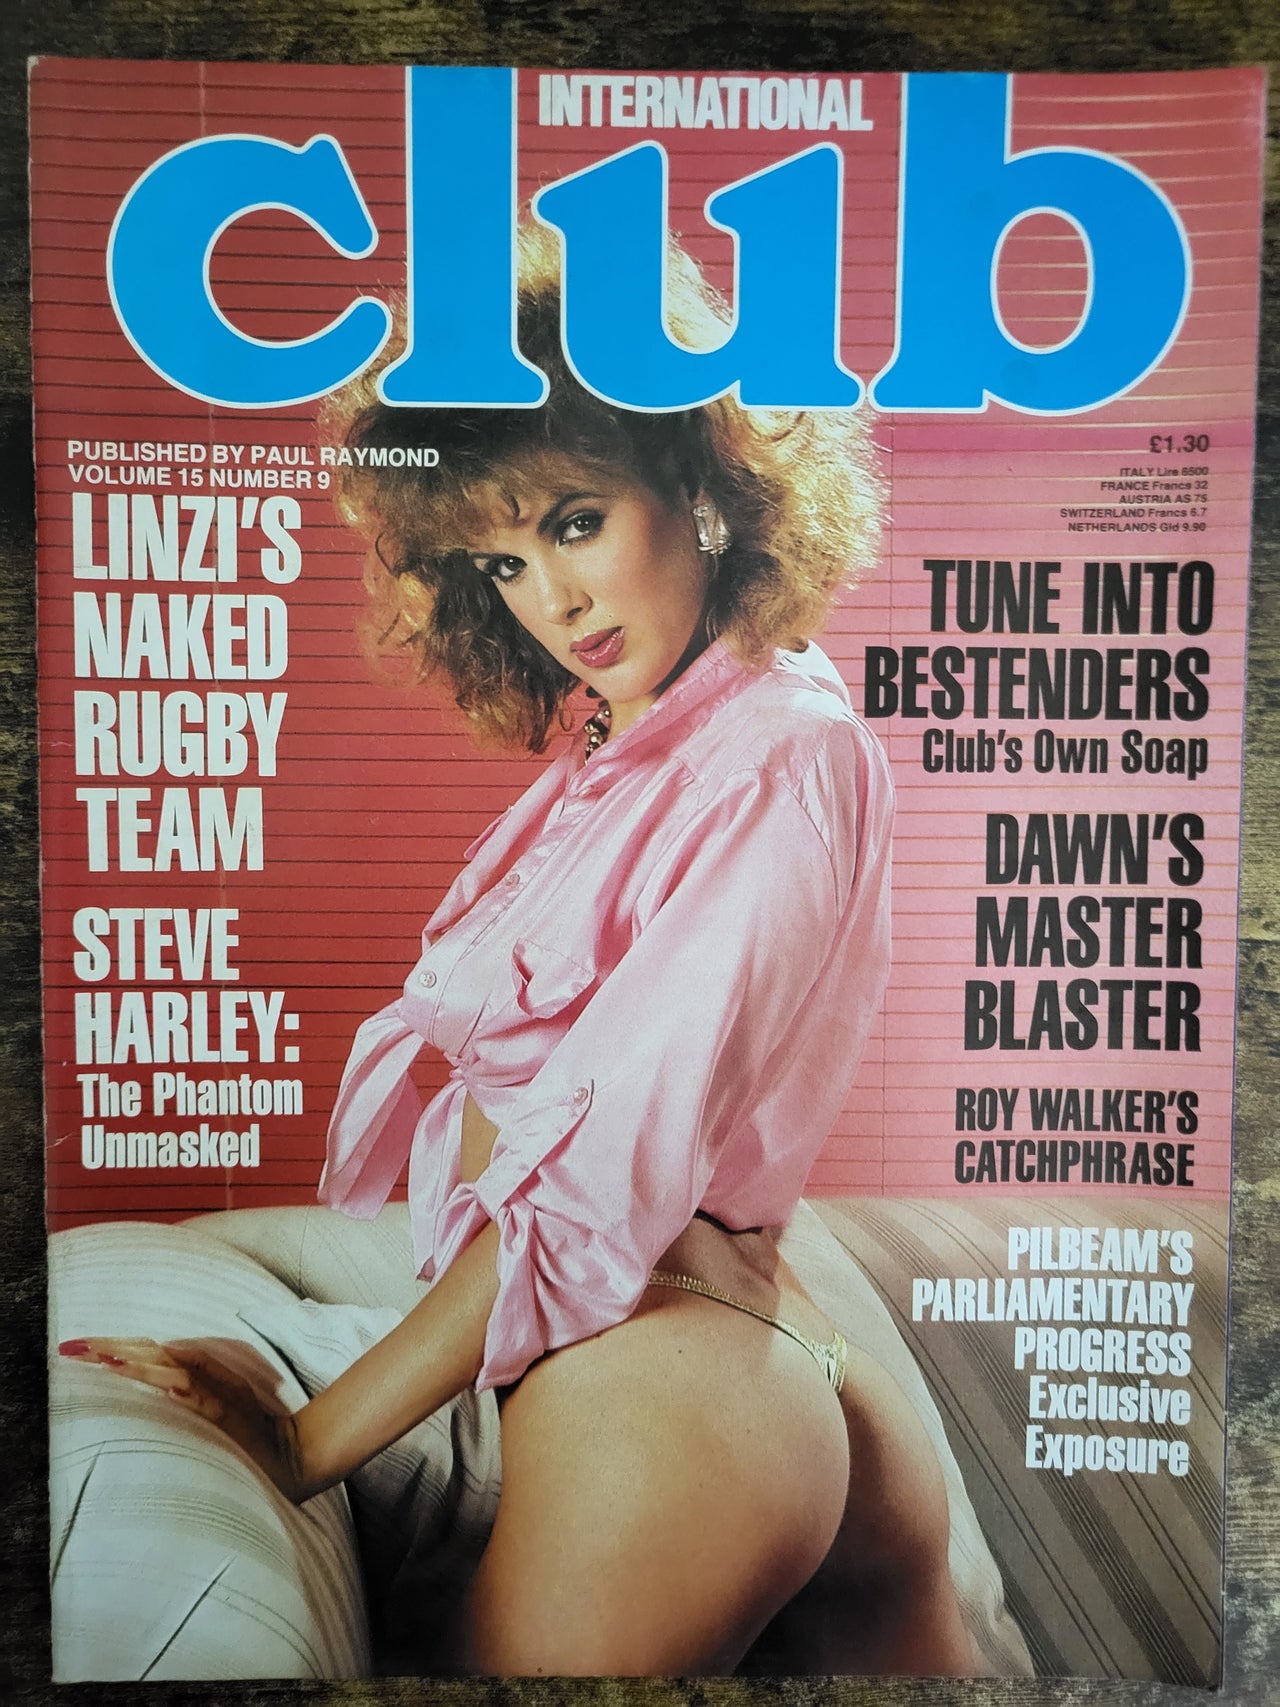 INTERNATIONAL
club
PUBLISHED BY PAUL RAYMOND
VOLUME 15 NUMBER 9
LINZI'S
NAKED
RUGBY
TEAM
STEVE
HARLEY:
The Phantom
Unmasked
£1.30
ITALY Lire 6500
FRANCE Francs 32
AUSTRIA AS 75
SWITZERLAND Francs 6.7
NETHERLANDS Gld 9.90
TUNE INTO
BESTENDERS
Club's Own Soap
DAWN'S
MASTER
BLASTER
ROY WALKER'S
CATCHPHRASE
PILBEAM'S
PARLIAMENTARY
PROGRESS
Exclusive
Exposure